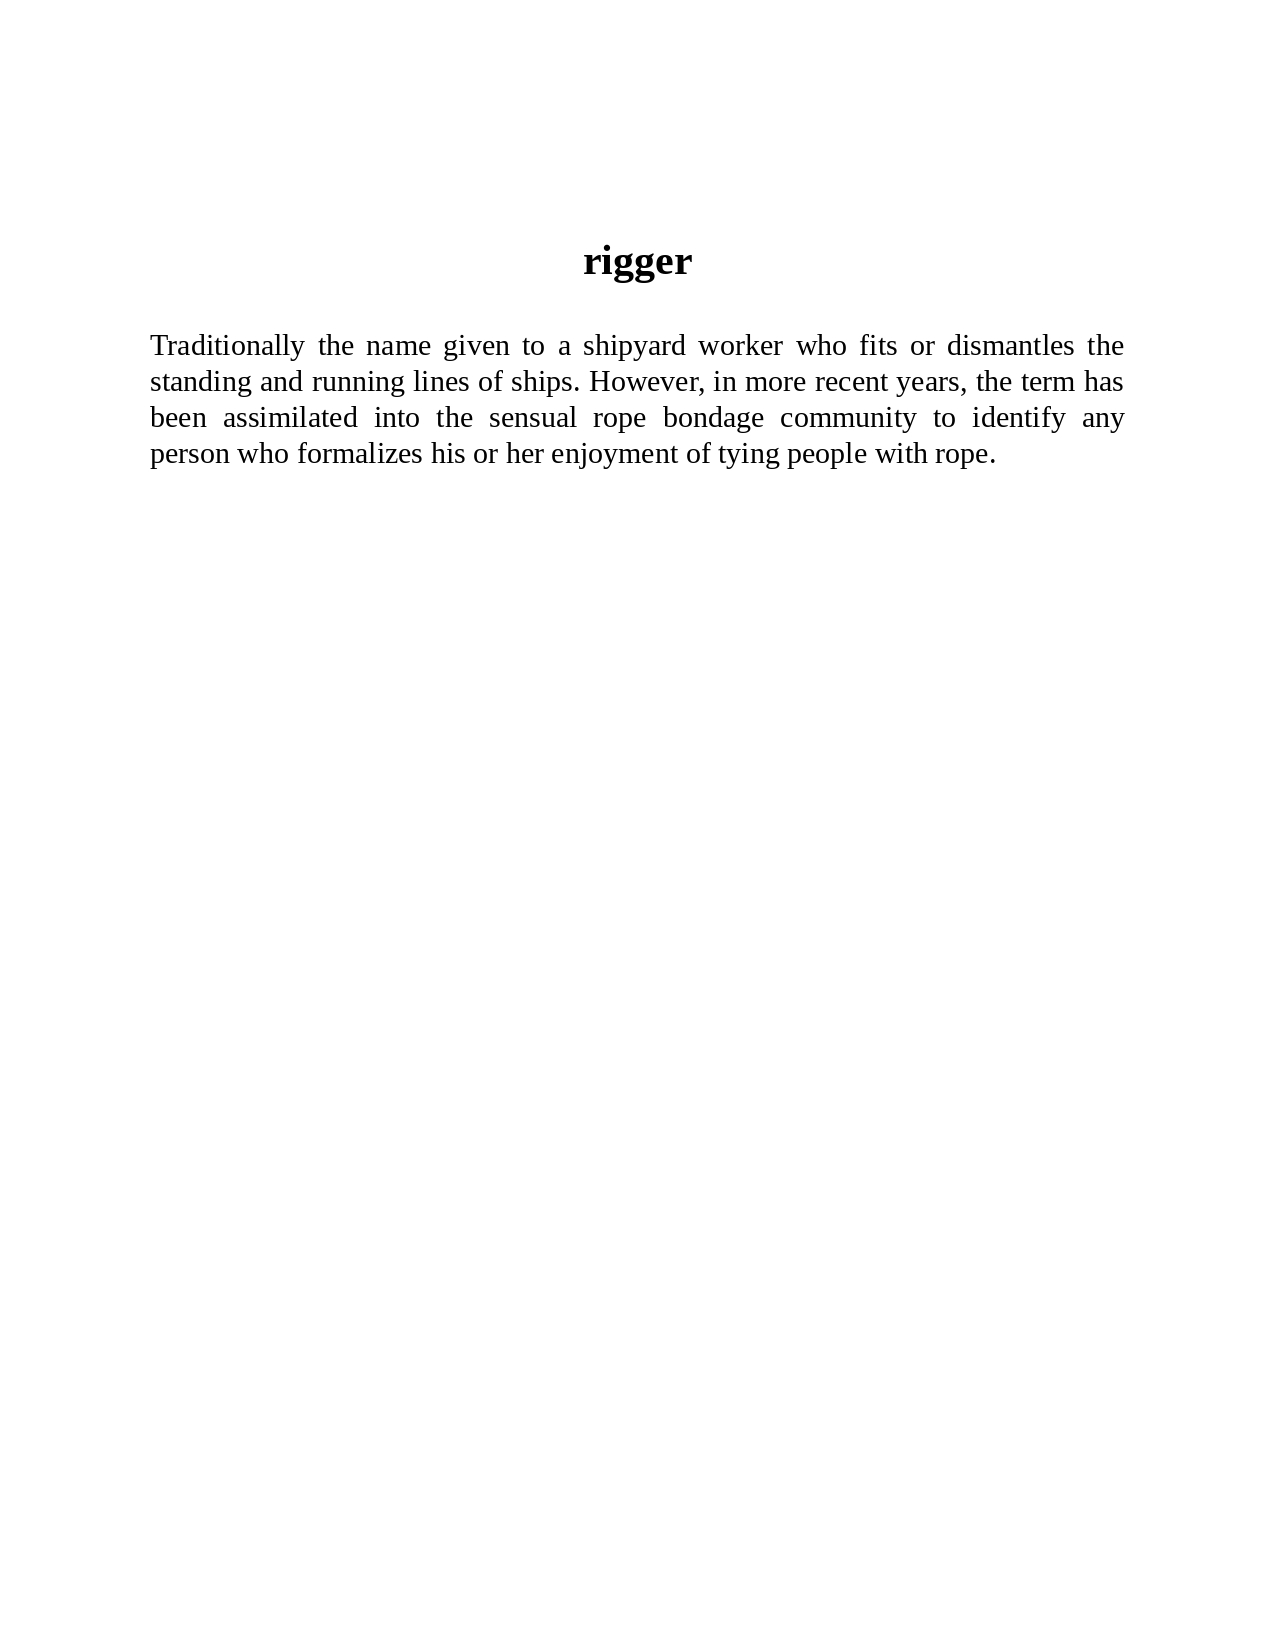 rigger
Traditionally the name given to a shipyard worker who fits or dismantles the
standing and running lines of ships. However, in more recent years, the term has
been assimilated into the sensual rope bondage community to identify any
person who formalizes his or her enjoyment of tying people with rope.